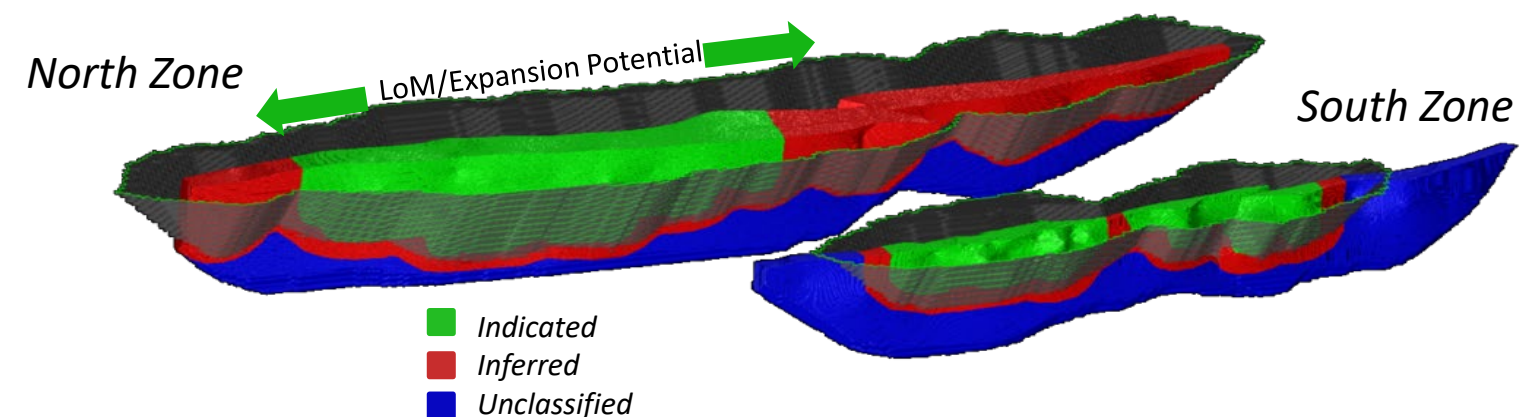 North Zone
LoM/Expansion Potential
South Zone
Indicated
Inferred
Unclassified